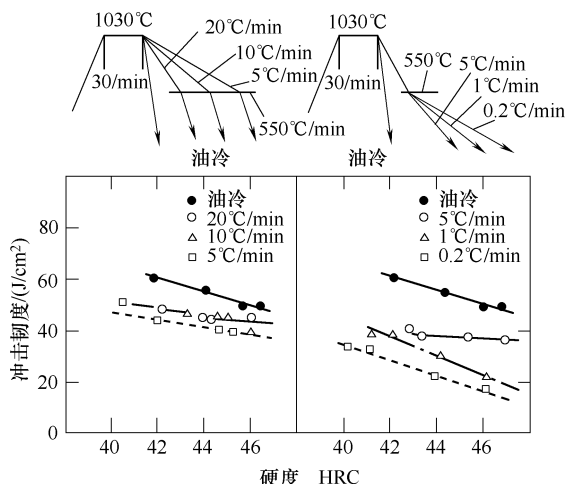 1030℃
20℃/min
10℃/min
5℃/min
30/min
550℃/min
油冷
1030℃
550℃
5℃/min
1℃/min
0.2℃/min
30/min
油冷
冲击韧度/(J/cm2)
80
60
40
20
0
● 油冷
○ 20℃/min
△ 10℃/min
□ 5℃/min
● 油冷
○ 5℃/min
△ 1℃/min
□ 0.2℃/min
40 42 44 46 40 42 44 46
硬度 HRC